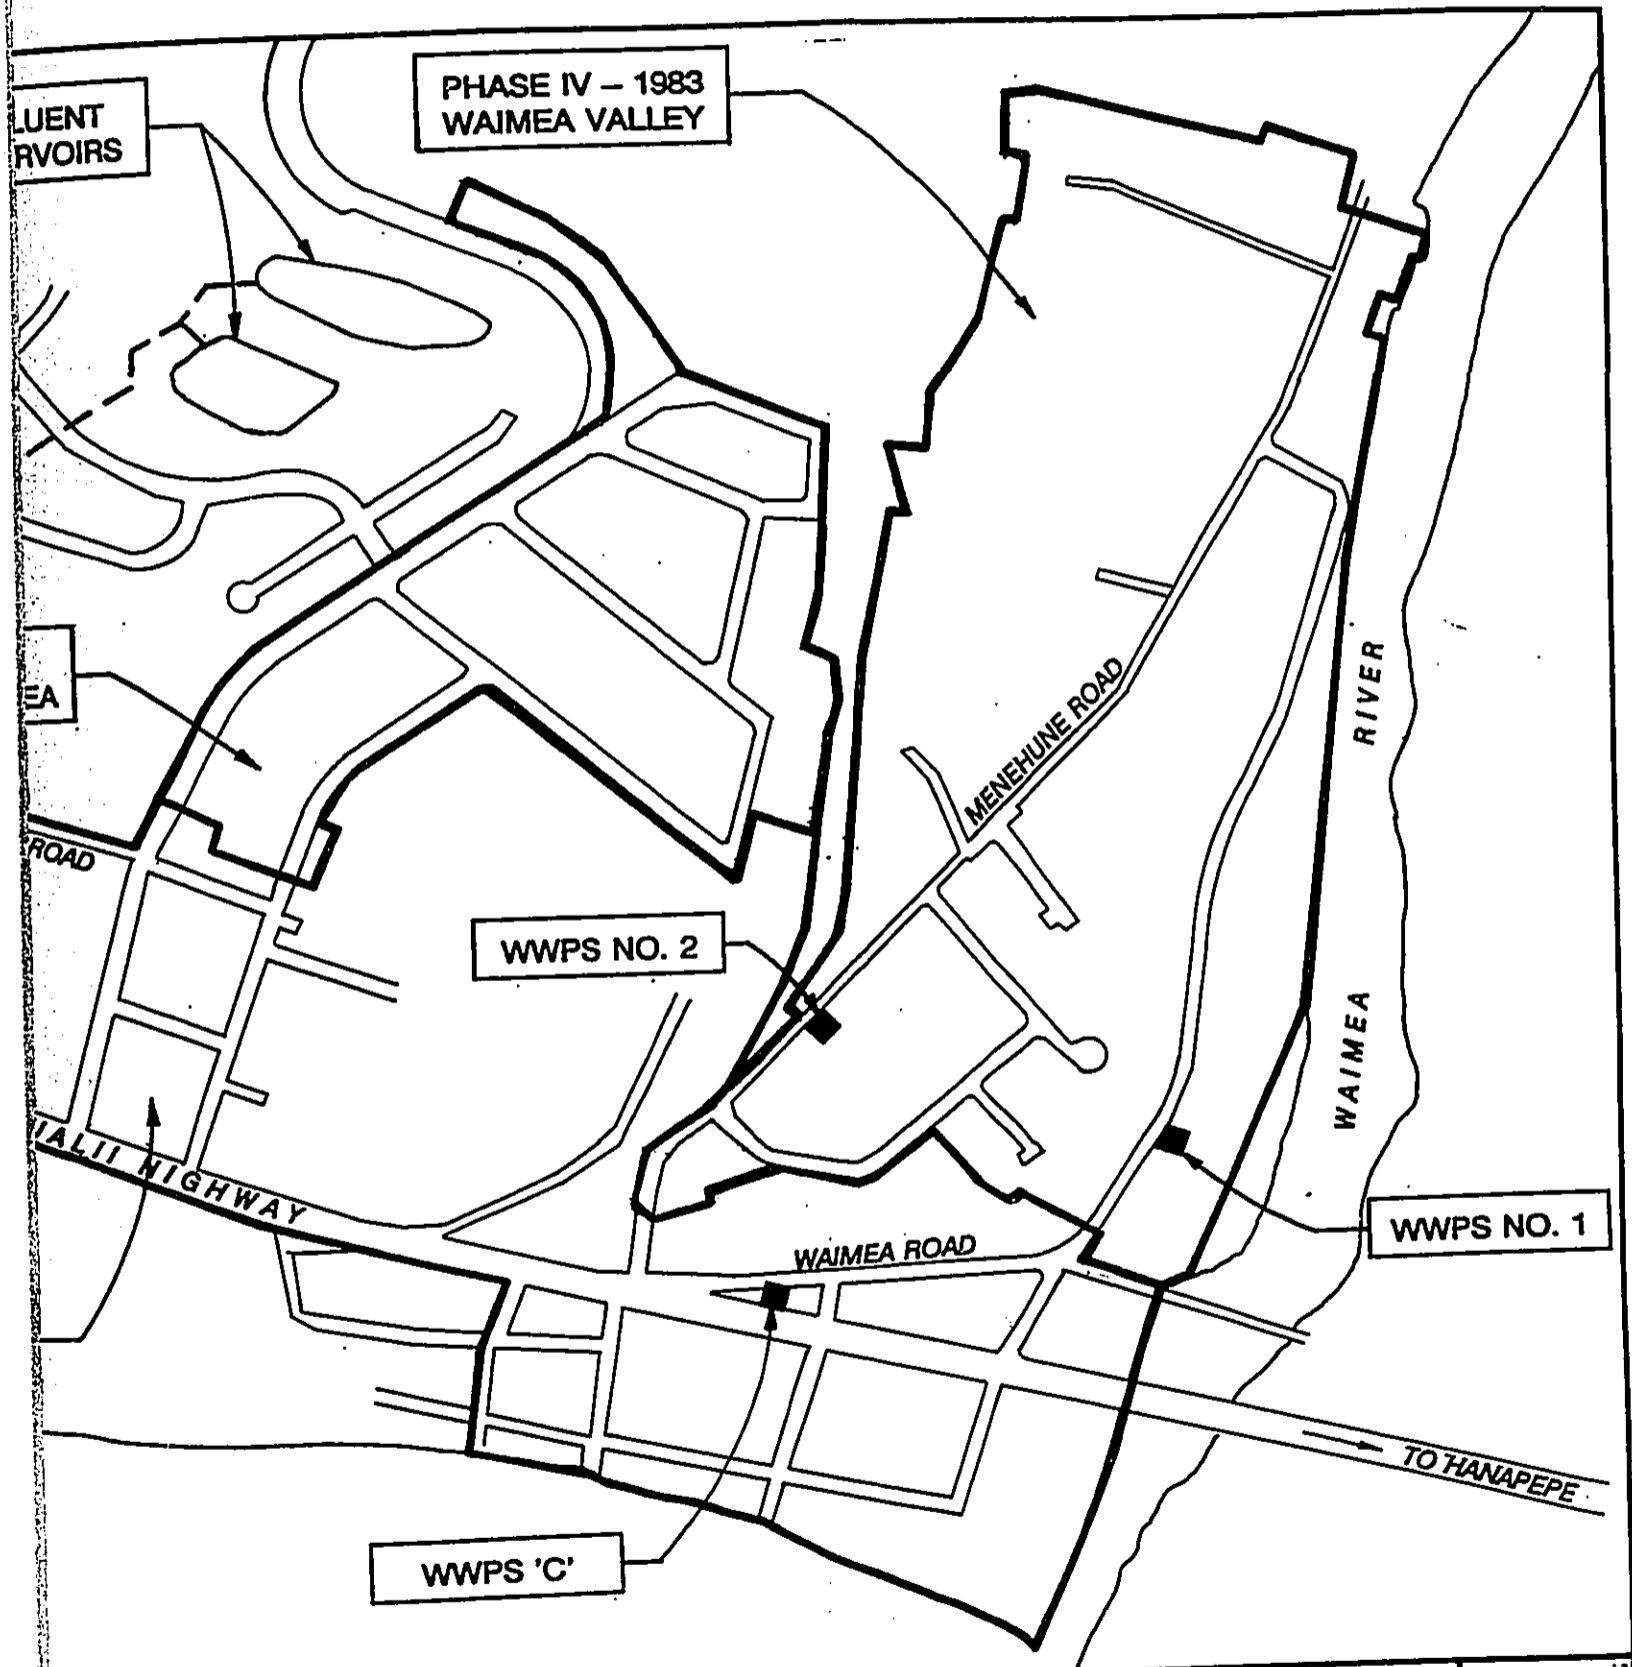 PHASE IV – 1983
WAIMEA VALLEY
LUENT
RVOIRS
EA
MENEHUNE ROAD
RIVER
ROAD
WWPS NO. 2
WAIMEA
IALII HIGHWAY
WWPS NO. 1
WAIMEA ROAD
TO HANAPEPE
WWPS 'C'